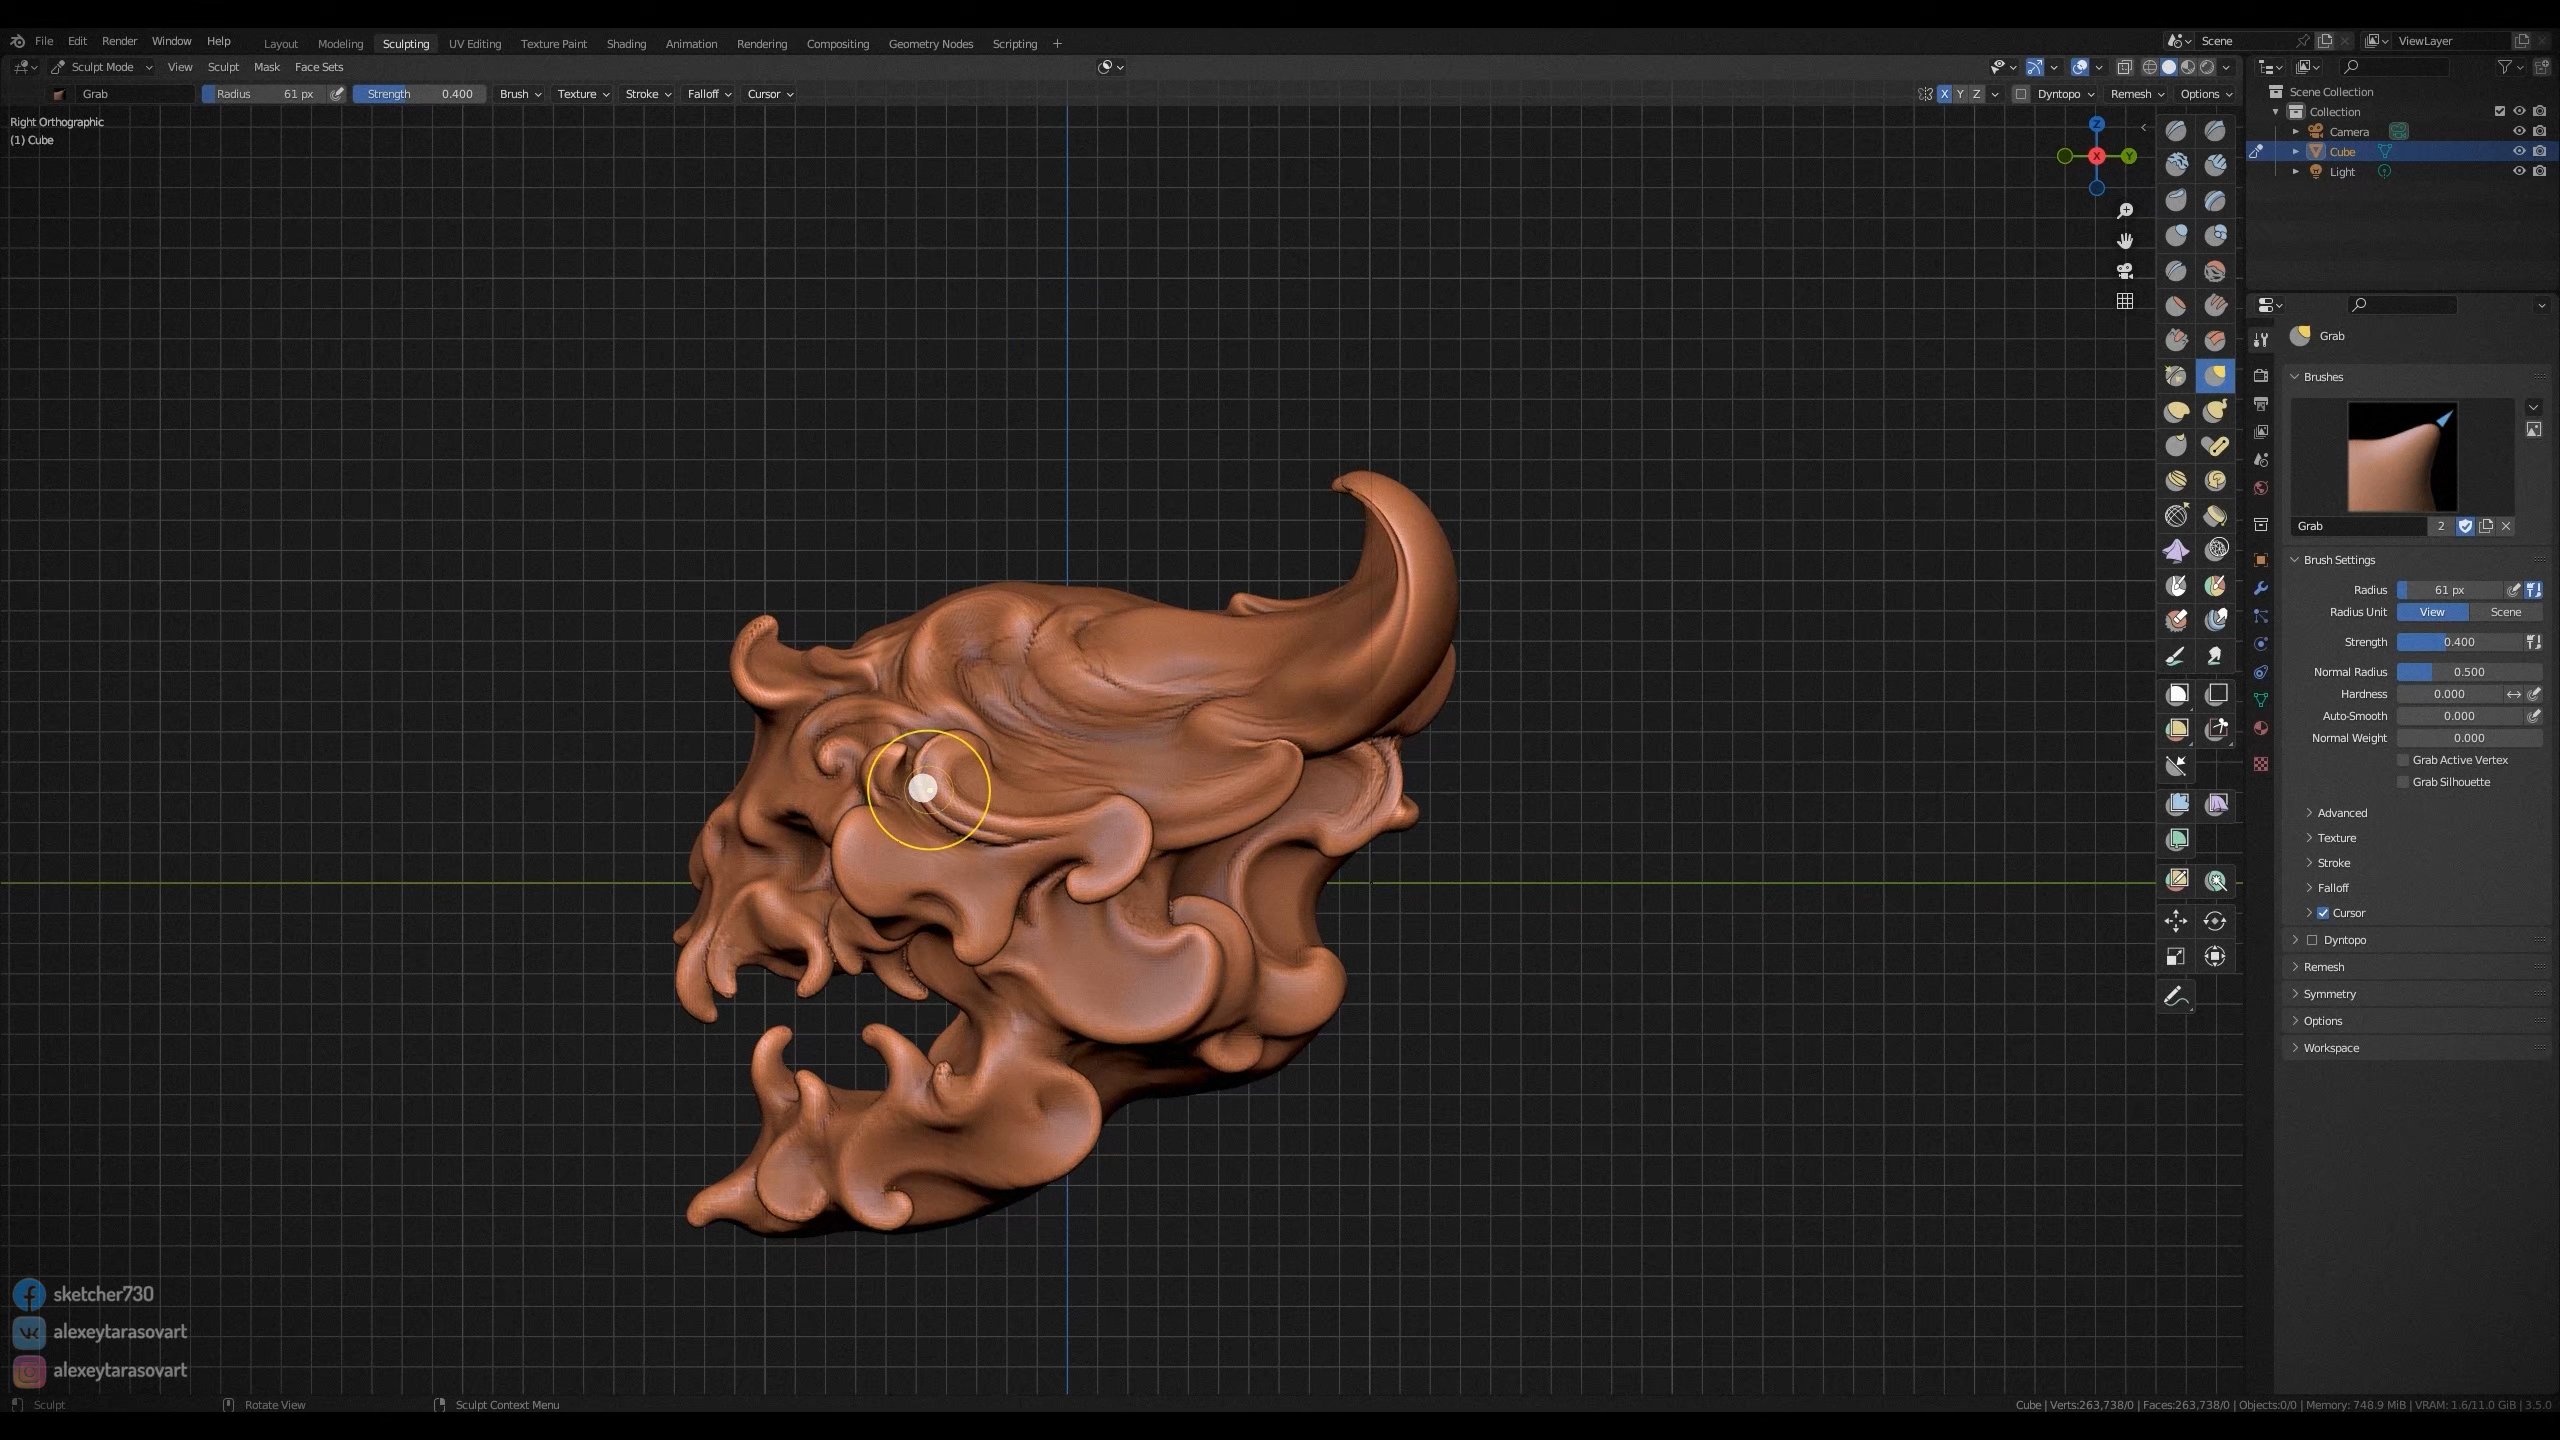 File Edit Render Window Help
Layout Modeling Sculpting UV Editing Texture Paint Shading Animation Rendering Compositing Geometry Nodes Scripting +
Scene
ViewLayer
Sculpt Mode View Sculpt Mask Face Sets
Grab Radius 61 px Strength 0.400 Brush Texture Stroke Falloff Cursor
X Y Z Dyntopo Remesh Options
Right Orthographic
(1) Cube
Z
X
Y
Scene Collection
Collection
Camera
Cube
Light
Grab
Brushes
Grab 2
Brush Settings
Radius 61 px
Radius Unit View Scene
Strength 0.400
Normal Radius 0.500
Hardness 0.000
Auto-Smooth 0.000
Normal Weight 0.000
Grab Active Vertex
Grab Silhouette
Advanced
Texture
Stroke
Falloff
Cursor
Dyntopo
Remesh
Symmetry
Options
Workspace
sketcher730
alexeytarasovart
alexeytarasovart
Sculpt Rotate View Sculpt Context Menu
Cube | Verts:263,738/0 | Faces:263,738/0 | Objects:0/0 | Memory: 748.9 MiB | VRAM: 1.6/11.0 GiB | 3.5.0